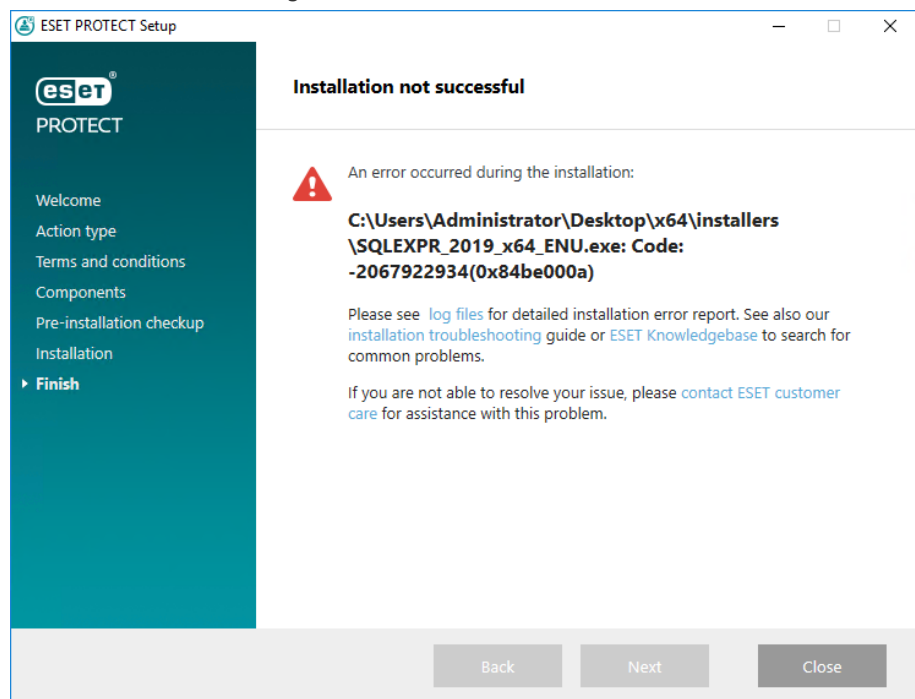 ESET PROTECT Setup
eseT®
PROTECT
Welcome
Action type
Terms and conditions
Components
Pre-installation checkup
Installation
Finish
Installation not successful
An error occurred during the installation:
C:\Users\Administrator\Desktop\x64\installers
\SQLEXPR_2019_x64_ENU.exe: Code:
-2067922934(0x84be000a)
Please see log files for detailed installation error report. See also our
installation troubleshooting guide or ESET Knowledgebase to search for
common problems.
If you are not able to resolve your issue, please contact ESET customer
care for assistance with this problem.
Back
Next
Close